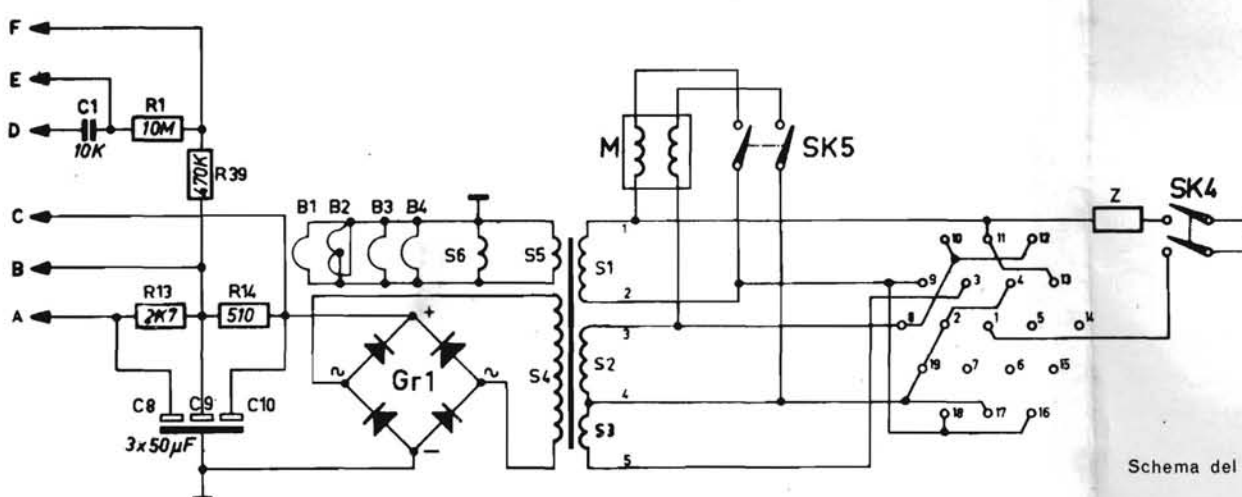 F
E
D
C1
10K
R1
10M
470K
R39
C
B
A
R13
2K7
R14
510
C8
C9
C10
3x50µF
B1
B2
B3
B4
S6
S5
S4
+
~
Gr1
~
−
M
SK5
1
S1
2
3
S2
4
S3
5
10
11
12
9
3
4
13
8
2
1
5
14
19
7
6
15
18
17
16
Z
SK4
Schema del